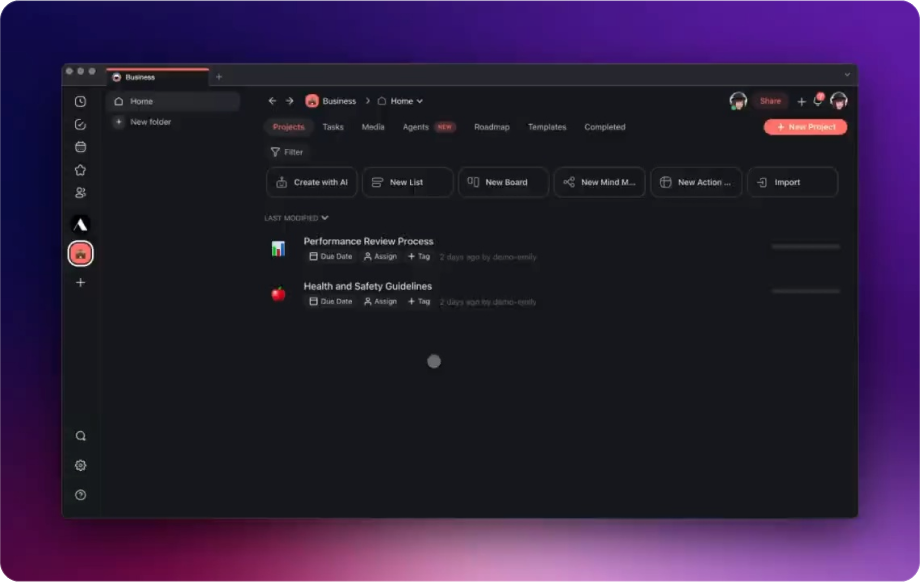 Business
Home
New folder
Business
Home
Share
Projects
Tasks
Media
Agents NEW
Roadmap
Templates
Completed
+ New Project
Filter
Create with AI
New List
New Board
New Mind M...
New Action ...
Import
LAST MODIFIED
Performance Review Process
Due Date Assign + Tag 2 days ago by demo-emily
Health and Safety Guidelines
Due Date Assign + Tag 2 days ago by demo-emily